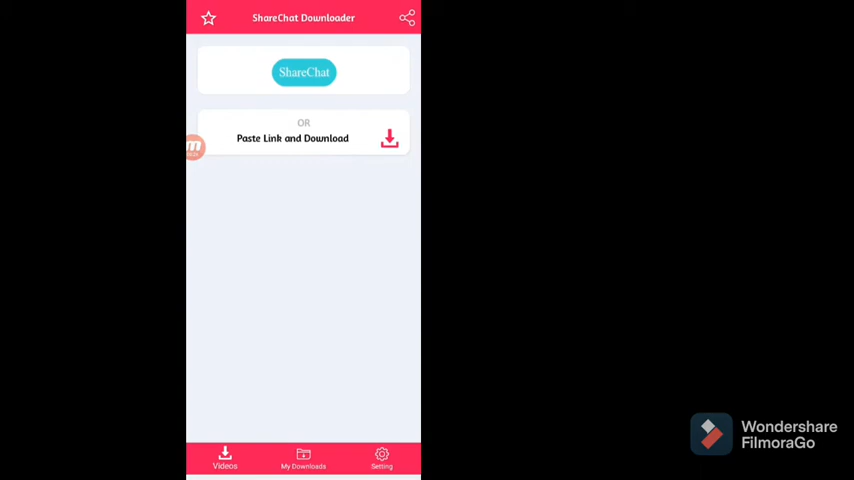 ShareChat Downloader
ShareChat
OR
Paste Link and Download
Videos
My Downloads
Setting
Wondershare
FilmoraGo